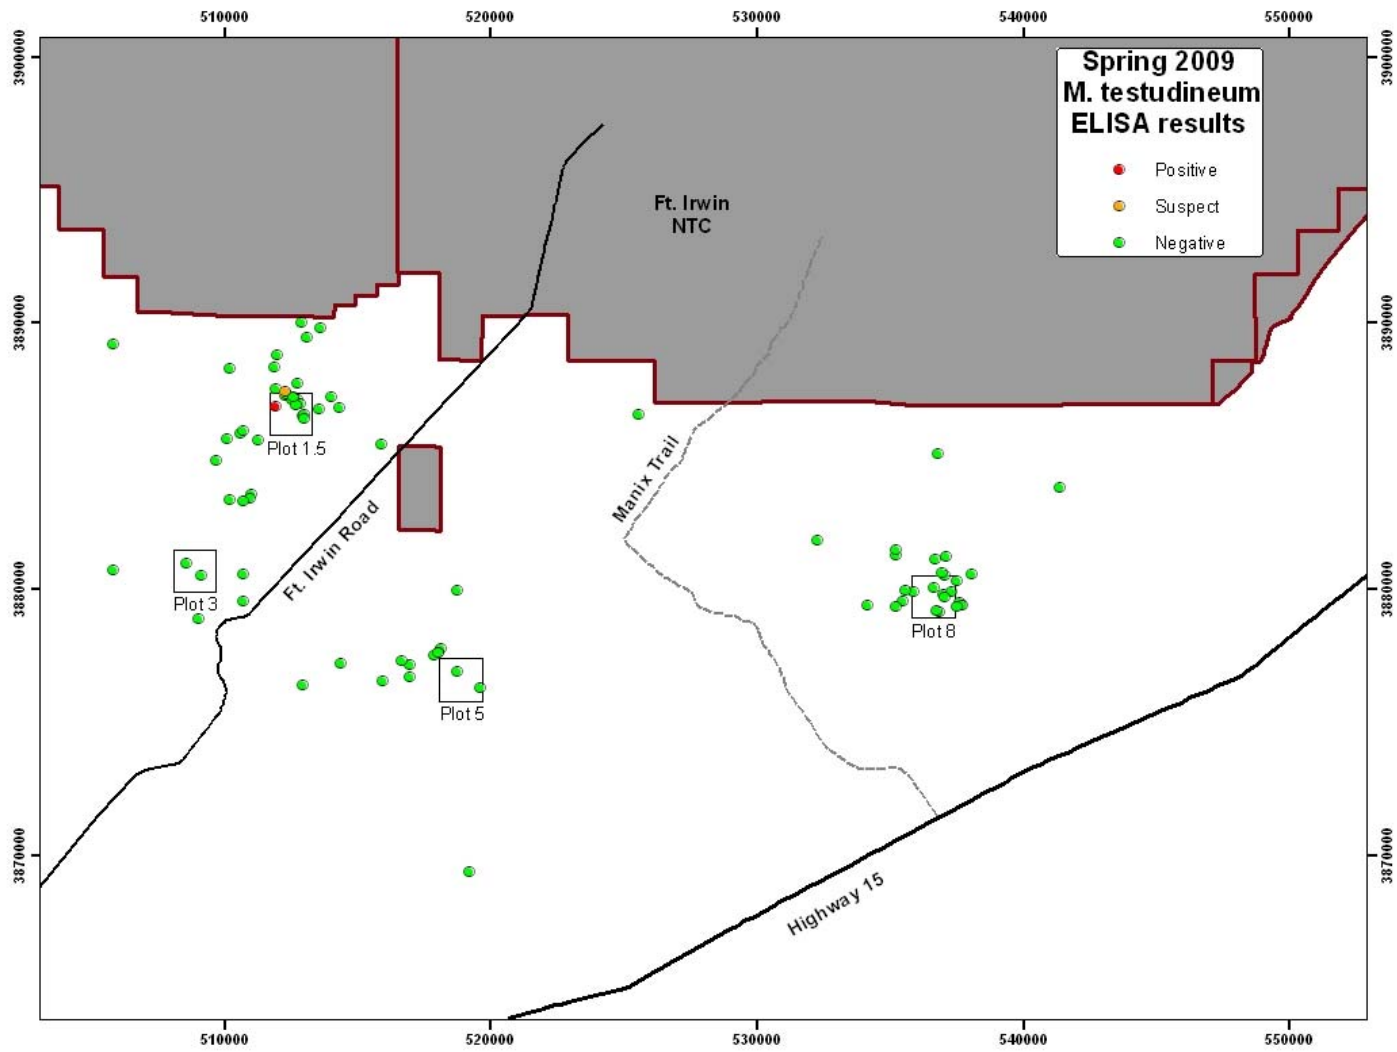 510000
520000
530000
540000
550000
3900000
3900000
Spring 2009
M. testudineum
ELISA results
Positive
Suspect
Negative
Ft. Irwin
NTC
3890000
3890000
Plot 1.5
Manix Trail
Ft. Irwin Road
3880000
3880000
Plot 3
Plot 8
Plot 5
3870000
3870000
Highway 15
510000
520000
530000
540000
550000